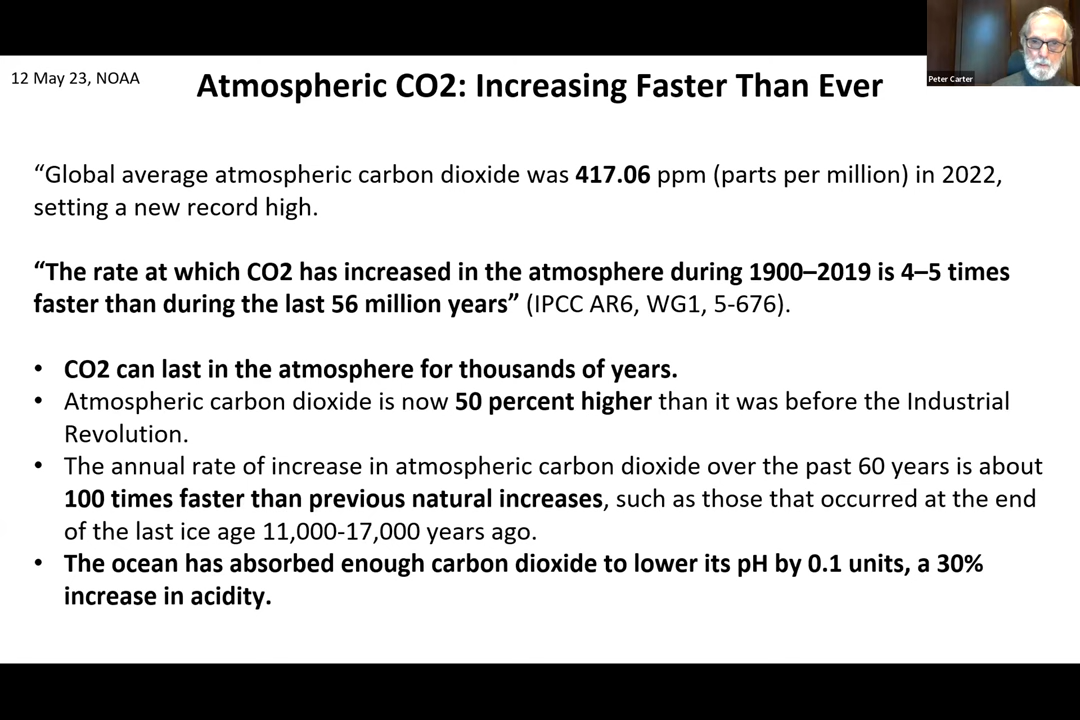 12 May 23, NOAA
Atmospheric CO2: Increasing Faster Than Ever
Peter Carter
“Global average atmospheric carbon dioxide was 417.06 ppm (parts per million) in 2022,
setting a new record high.
“The rate at which CO2 has increased in the atmosphere during 1900–2019 is 4–5 times
faster than during the last 56 million years” (IPCC AR6, WG1, 5-676).
• CO2 can last in the atmosphere for thousands of years.
• Atmospheric carbon dioxide is now 50 percent higher than it was before the Industrial
Revolution.
• The annual rate of increase in atmospheric carbon dioxide over the past 60 years is about
100 times faster than previous natural increases, such as those that occurred at the end
of the last ice age 11,000-17,000 years ago.
• The ocean has absorbed enough carbon dioxide to lower its pH by 0.1 units, a 30%
increase in acidity.